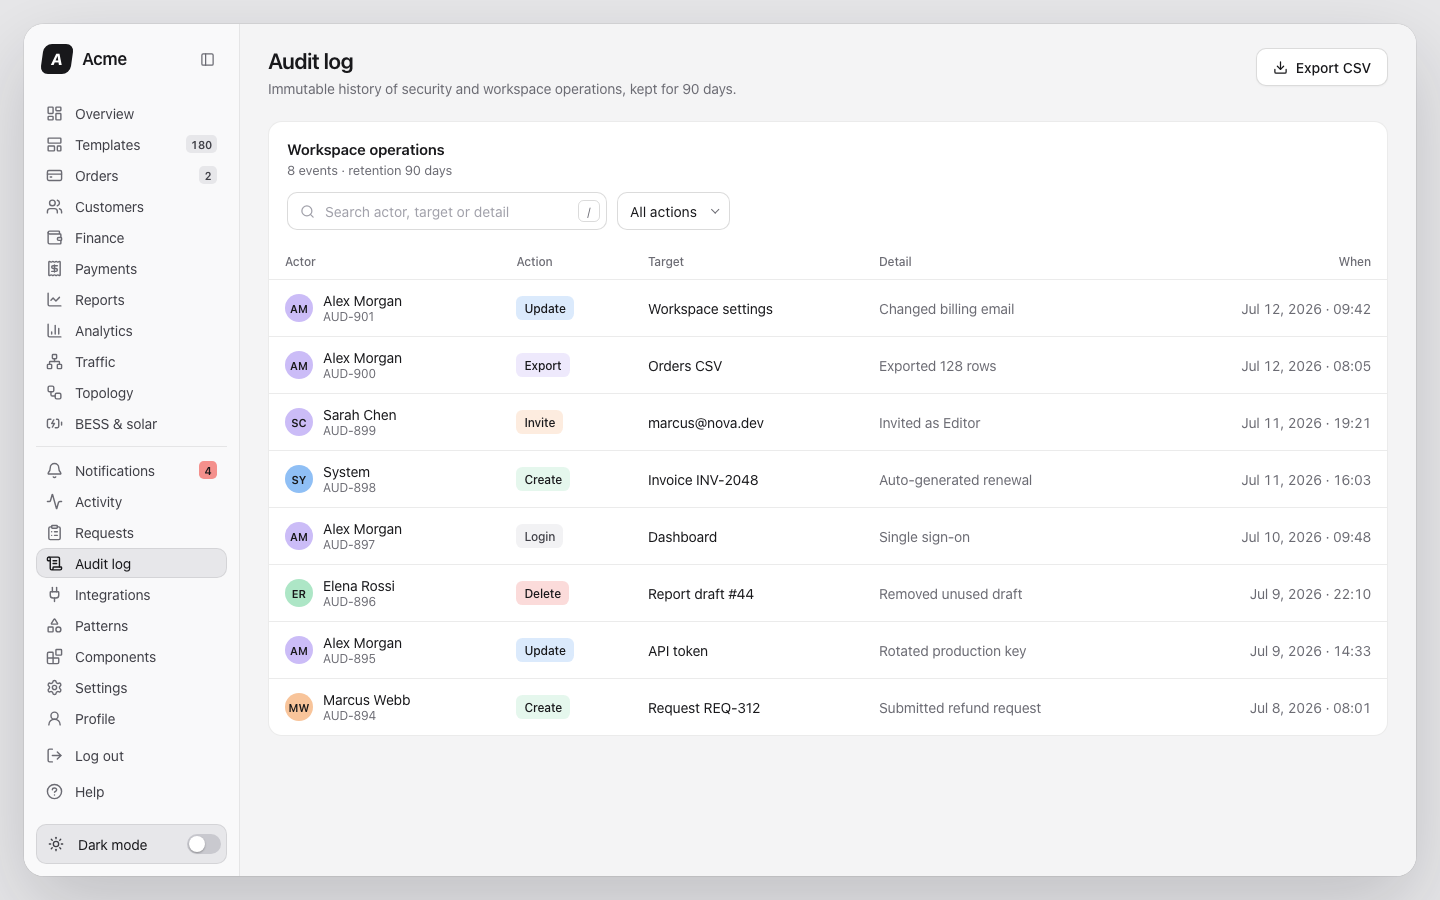 A Acme
Overview
Templates 180
Orders 2
Customers
Finance
Payments
Reports
Analytics
Traffic
Topology
BESS & solar
Notifications 4
Activity
Requests
Audit log
Integrations
Patterns
Components
Settings
Profile
Log out
Help
Dark mode
Audit log
Immutable history of security and workspace operations, kept for 90 days.
Export CSV
Workspace operations
8 events · retention 90 days
Search actor, target or detail /
All actions
Actor Action Target Detail When
AM Alex Morgan Update Workspace settings Changed billing email Jul 12, 2026 · 09:42
AUD-901
AM Alex Morgan Export Orders CSV Exported 128 rows Jul 12, 2026 · 08:05
AUD-900
SC Sarah Chen Invite marcus@nova.dev Invited as Editor Jul 11, 2026 · 19:21
AUD-899
SY System Create Invoice INV-2048 Auto-generated renewal Jul 11, 2026 · 16:03
AUD-898
AM Alex Morgan Login Dashboard Single sign-on Jul 10, 2026 · 09:48
AUD-897
ER Elena Rossi Delete Report draft #44 Removed unused draft Jul 9, 2026 · 22:10
AUD-896
AM Alex Morgan Update API token Rotated production key Jul 9, 2026 · 14:33
AUD-895
MW Marcus Webb Create Request REQ-312 Submitted refund request Jul 8, 2026 · 08:01
AUD-894